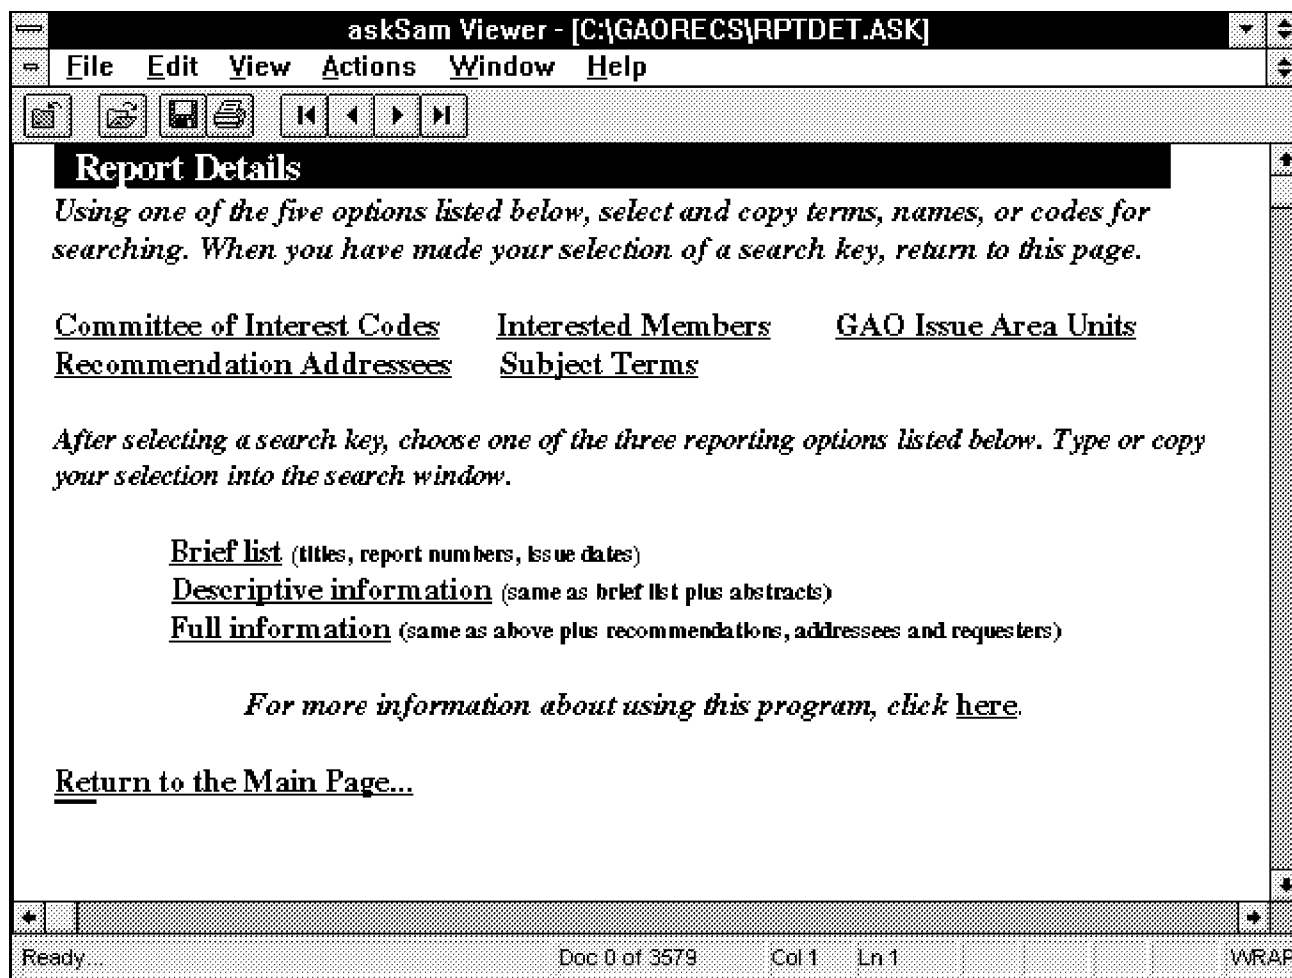 askSam Viewer - [C:\GAORECS\RPTDET.ASK]
File Edit View Actions Window Help
Report Details
Using one of the five options listed below, select and copy terms, names, or codes for
searching. When you have made your selection of a search key, return to this page.
Committee of Interest Codes Interested Members GAO Issue Area Units
Recommendation Addressees Subject Terms
After selecting a search key, choose one of the three reporting options listed below. Type or copy
your selection into the search window.
Brief list (titles, report numbers, issue dates)
Descriptive information (same as brief list plus abstracts)
Full information (same as above plus recommendations, addressees and requesters)
For more information about using this program, click here.
Return to the Main Page...
Ready... Doc 0 of 3579 Col 1 Ln 1 WRAP